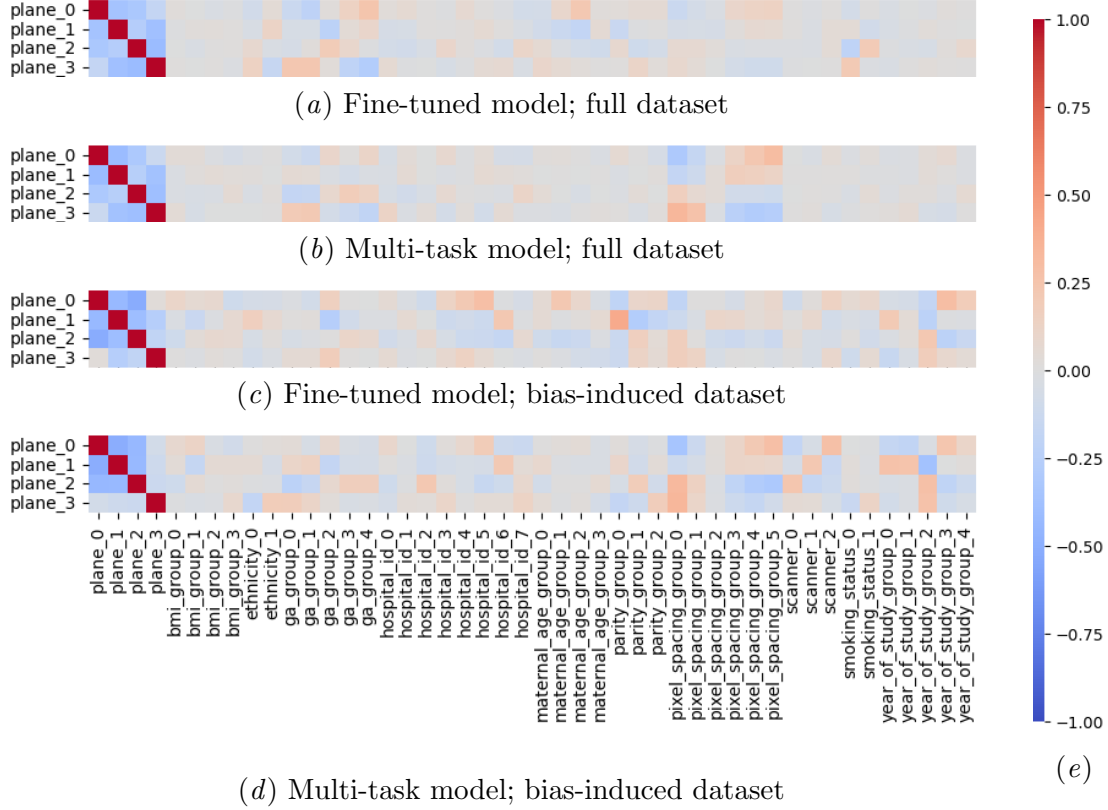 plane_0
plane_1
plane_2
plane_3
(a) Fine-tuned model; full dataset
plane_0
plane_1
plane_2
plane_3
(b) Multi-task model; full dataset
plane_0
plane_1
plane_2
plane_3
(c) Fine-tuned model; bias-induced dataset
plane_0
plane_1
plane_2
plane_3
plane_0
plane_1
plane_2
plane_3
bmi_group_0
bmi_group_1
bmi_group_2
bmi_group_3
ethnicity_0
ethnicity_1
ga_group_0
ga_group_1
ga_group_2
ga_group_3
ga_group_4
hospital_id_0
hospital_id_1
hospital_id_2
hospital_id_3
hospital_id_4
hospital_id_5
hospital_id_6
hospital_id_7
maternal_age_group_0
maternal_age_group_1
maternal_age_group_2
maternal_age_group_3
parity_group_0
parity_group_1
parity_group_2
pixel_spacing_group_0
pixel_spacing_group_1
pixel_spacing_group_2
pixel_spacing_group_3
pixel_spacing_group_4
pixel_spacing_group_5
scanner_0
scanner_1
scanner_2
smoking_status_0
smoking_status_1
year_of_study_group_0
year_of_study_group_1
year_of_study_group_2
year_of_study_group_3
year_of_study_group_4
(d) Multi-task model; bias-induced dataset
1.00
0.75
0.50
0.25
0.00
−0.25
−0.50
−0.75
−1.00
(e)